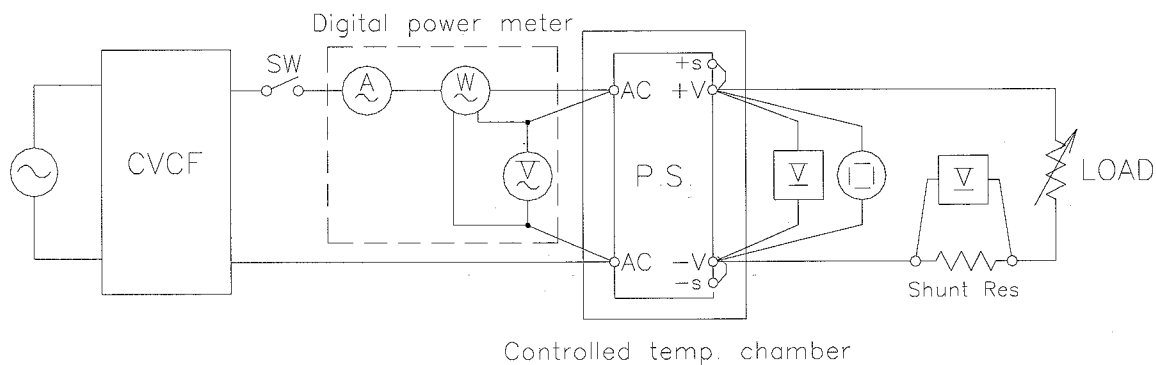 Digital power meter
SW
A
W
+s
AC
+V
CVCF
V
P.S.
V
V
LOAD
AC
-V
-s
Shunt Res
Controlled temp. chamber